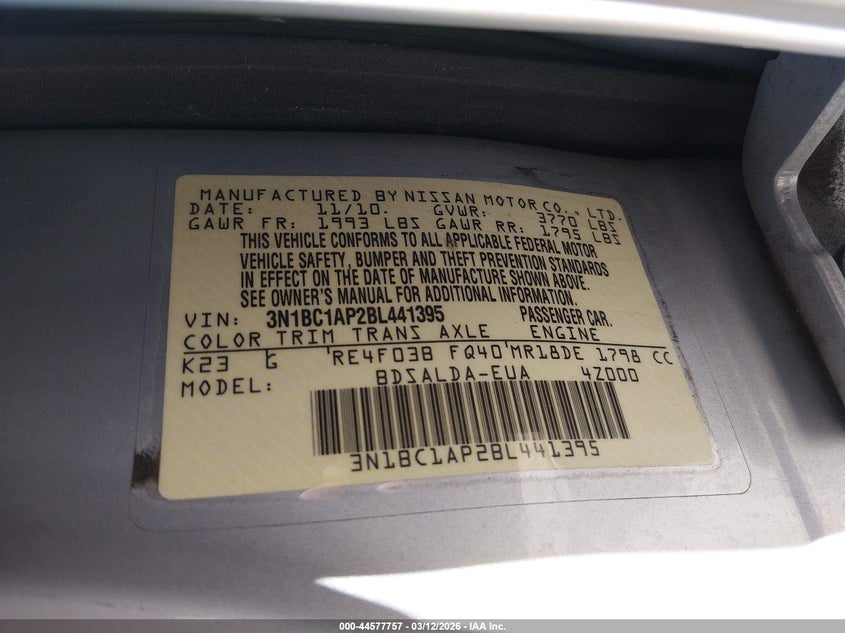 MANUFACTURED BY NISSAN MOTOR CO., LTD.
DATE: 11/10. GVWR: 3770 LBS
GAWR FR: 1993 LBS GAWR RR: 1795 LBS
THIS VEHICLE CONFORMS TO ALL APPLICABLE FEDERAL MOTOR
VEHICLE SAFETY, BUMPER AND THEFT PREVENTION STANDARDS
IN EFFECT ON THE DATE OF MANUFACTURE SHOWN ABOVE.
SEE OWNER'S MANUAL FOR ADDITIONAL INFORMATION.
VIN: 3N1BC1AP2BL441395 PASSENGER CAR.
COLOR TRIM TRANS AXLE ENGINE
K23 G 'RE4F03B FQ40'MR18DE 1798 CC
MODEL: BDSALDA-EUA 4Z000
3N1BC1AP2BL441395
000-44577757 - 03/12/2026 - IAA Inc.